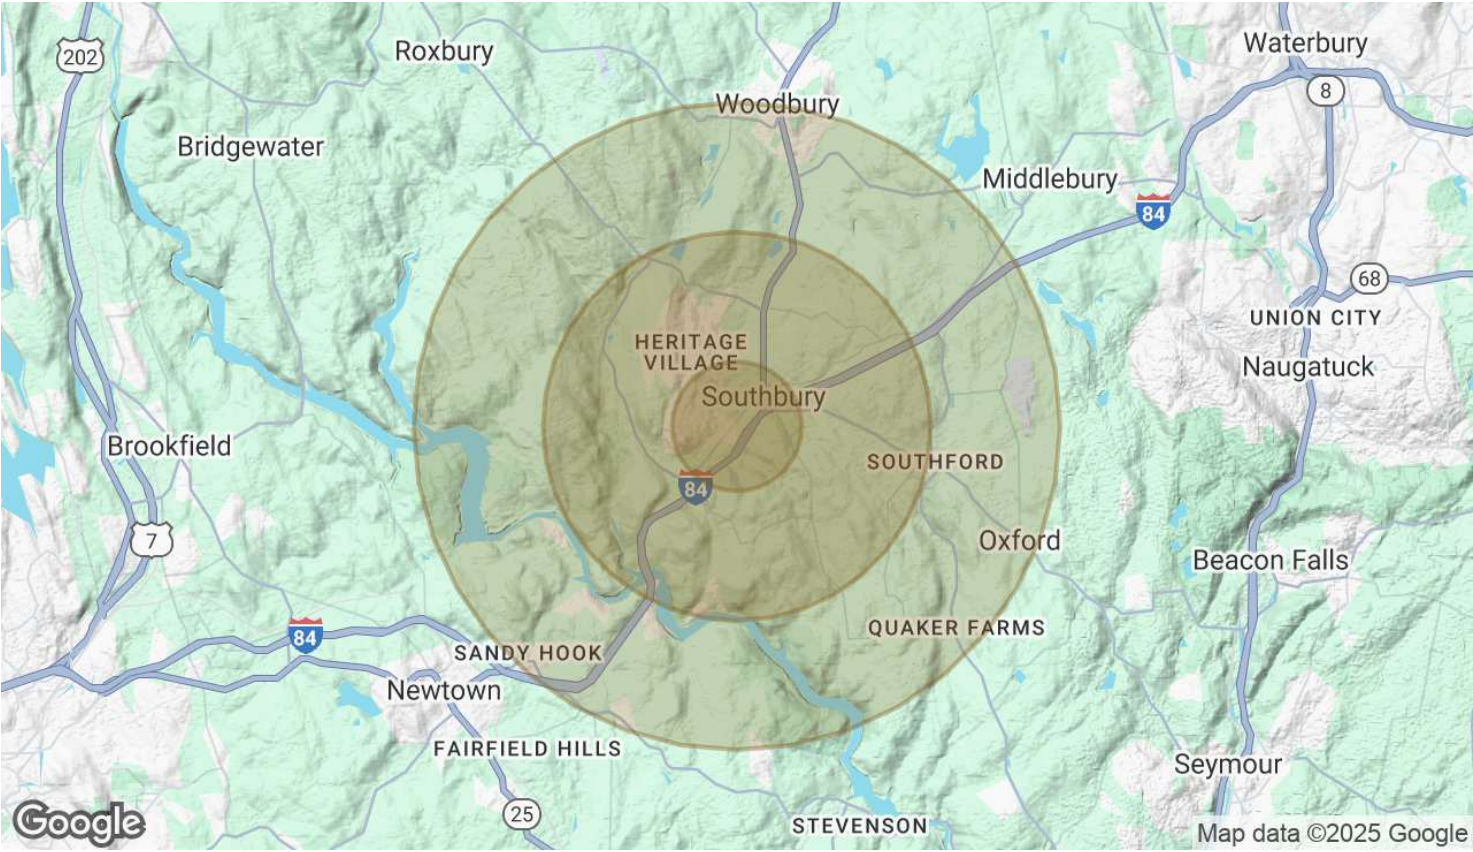 Roxbury
Waterbury
202
8
Woodbury
Bridgewater
Middlebury
84
68
UNION CITY
HERITAGE
VILLAGE
Naugatuck
Southbury
Brookfield
SOUTHFORD
84
7
Oxford
Beacon Falls
84
QUAKER FARMS
SANDY HOOK
Newtown
FAIRFIELD HILLS
Seymour
25
STEVENSON
Google
Map data ©2025 Google